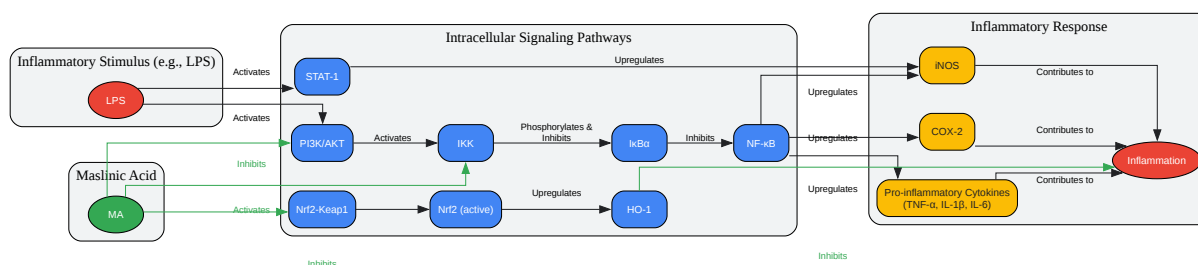 Inflammatory Stimulus (e.g., LPS)
LPS
Maslinic Acid
MA
Activates
Activates
Inhibits
Activates
Inhibits
Intracellular Signaling Pathways
STAT-1
PI3K/AKT
Activates
IKK
Phosphorylates &
Inhibits
IκBα
Inhibits
NF-κB
Nrf2-Keap1
Nrf2 (active)
Upregulates
HO-1
Upregulates
Upregulates
Upregulates
Upregulates
Inhibits
Inflammatory Response
iNOS
COX-2
Pro-inflammatory Cytokines
(TNF-α, IL-1β, IL-6)
Contributes to
Contributes to
Contributes to
Inflammation